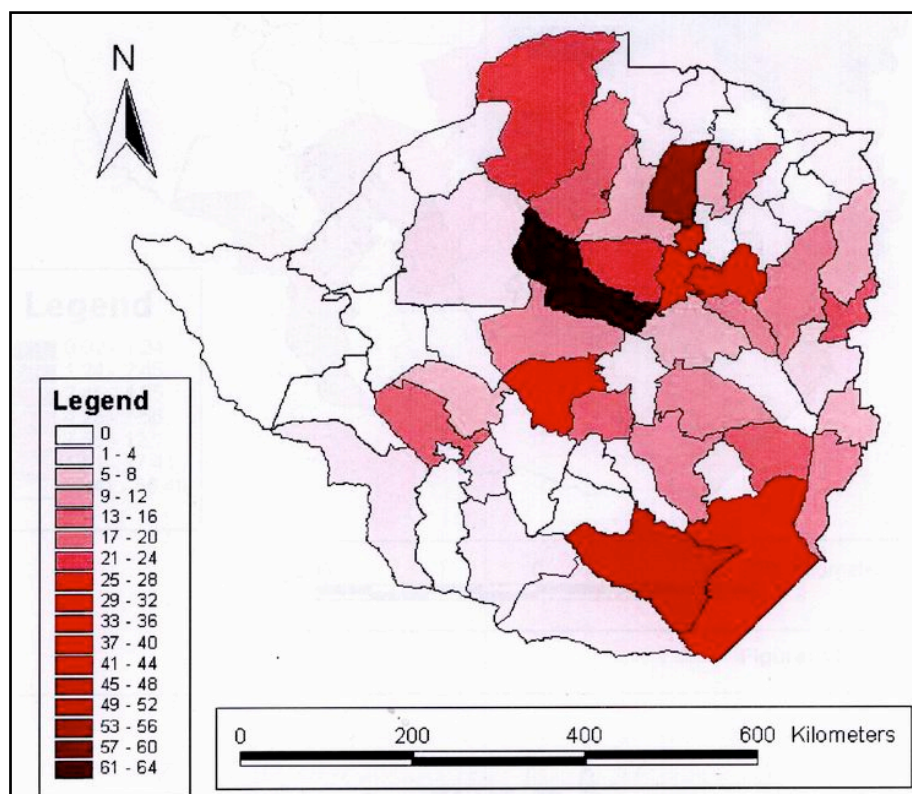 N
Legend
0
1 - 4
5 - 8
9 - 12
13 - 16
17 - 20
21 - 24
25 - 28
29 - 32
33 - 36
37 - 40
41 - 44
45 - 48
49 - 52
53 - 56
57 - 60
61 - 64
0 200 400 600 Kilometers
Legend